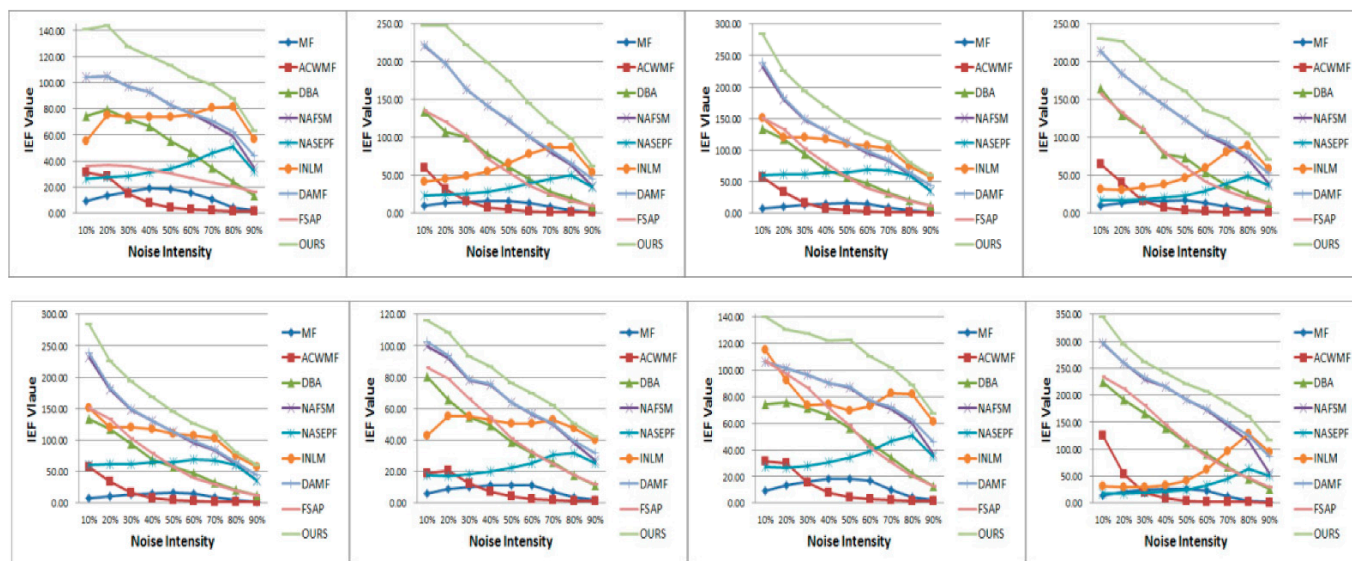 IEF Value
140.00
120.00
100.00
80.00
60.00
40.00
20.00
0.00
10% 20% 30% 40% 50% 60% 70% 80% 90%
Noise Intensity
MF
ACWMF
DBA
NAFSM
NASEPF
INLM
DAMF
FSAP
OURS
IEF Value
250.00
200.00
150.00
100.00
50.00
0.00
10% 20% 30% 40% 50% 60% 70% 80% 90%
Noise Intensity
MF
ACWMF
DBA
NAFSM
NASEPF
INLM
DAMF
FSAP
OURS
IEF Vlaue
300.00
250.00
200.00
150.00
100.00
50.00
0.00
10% 20% 30% 40% 50% 60% 70% 80% 90%
Noise Intensity
MF
ACWMF
DBA
NAFSM
NASEPF
INLM
DAMF
FSAP
OURS
IEF Value
250.00
200.00
150.00
100.00
50.00
0.00
10% 20% 30% 40% 50% 60% 70% 80% 90%
Noise Intensity
MF
ACWMF
DBA
NAFSM
NASEPF
INLM
DAMF
FSAP
OURS
IEF Vlaue
300.00
250.00
200.00
150.00
100.00
50.00
0.00
10% 20% 30% 40% 50% 60% 70% 80% 90%
Noise Intensity
MF
ACWMF
DBA
NAFSM
NASEPF
INLM
DAMF
FSAP
OURS
IEF Value
120.00
100.00
80.00
60.00
40.00
20.00
0.00
10% 20% 30% 40% 50% 60% 70% 80% 90%
Noise Intensity
MF
ACWMF
DBA
NAFSM
NASEPF
INLM
DAMF
FSAP
OURS
IEF Value
140.00
120.00
100.00
80.00
60.00
40.00
20.00
0.00
10% 20% 30% 40% 50% 60% 70% 80% 90%
Noise Intensity
MF
ACWMF
DBA
NAFSM
NASEPF
INLM
DAMF
FSAP
OURS
IEF Value
350.00
300.00
250.00
200.00
150.00
100.00
50.00
0.00
10% 20% 30% 40% 50% 60% 70% 80% 90%
Noise Intensity
MF
ACWMF
DBA
NAFSM
NASEPF
INLM
DAMF
FSAP
OURS